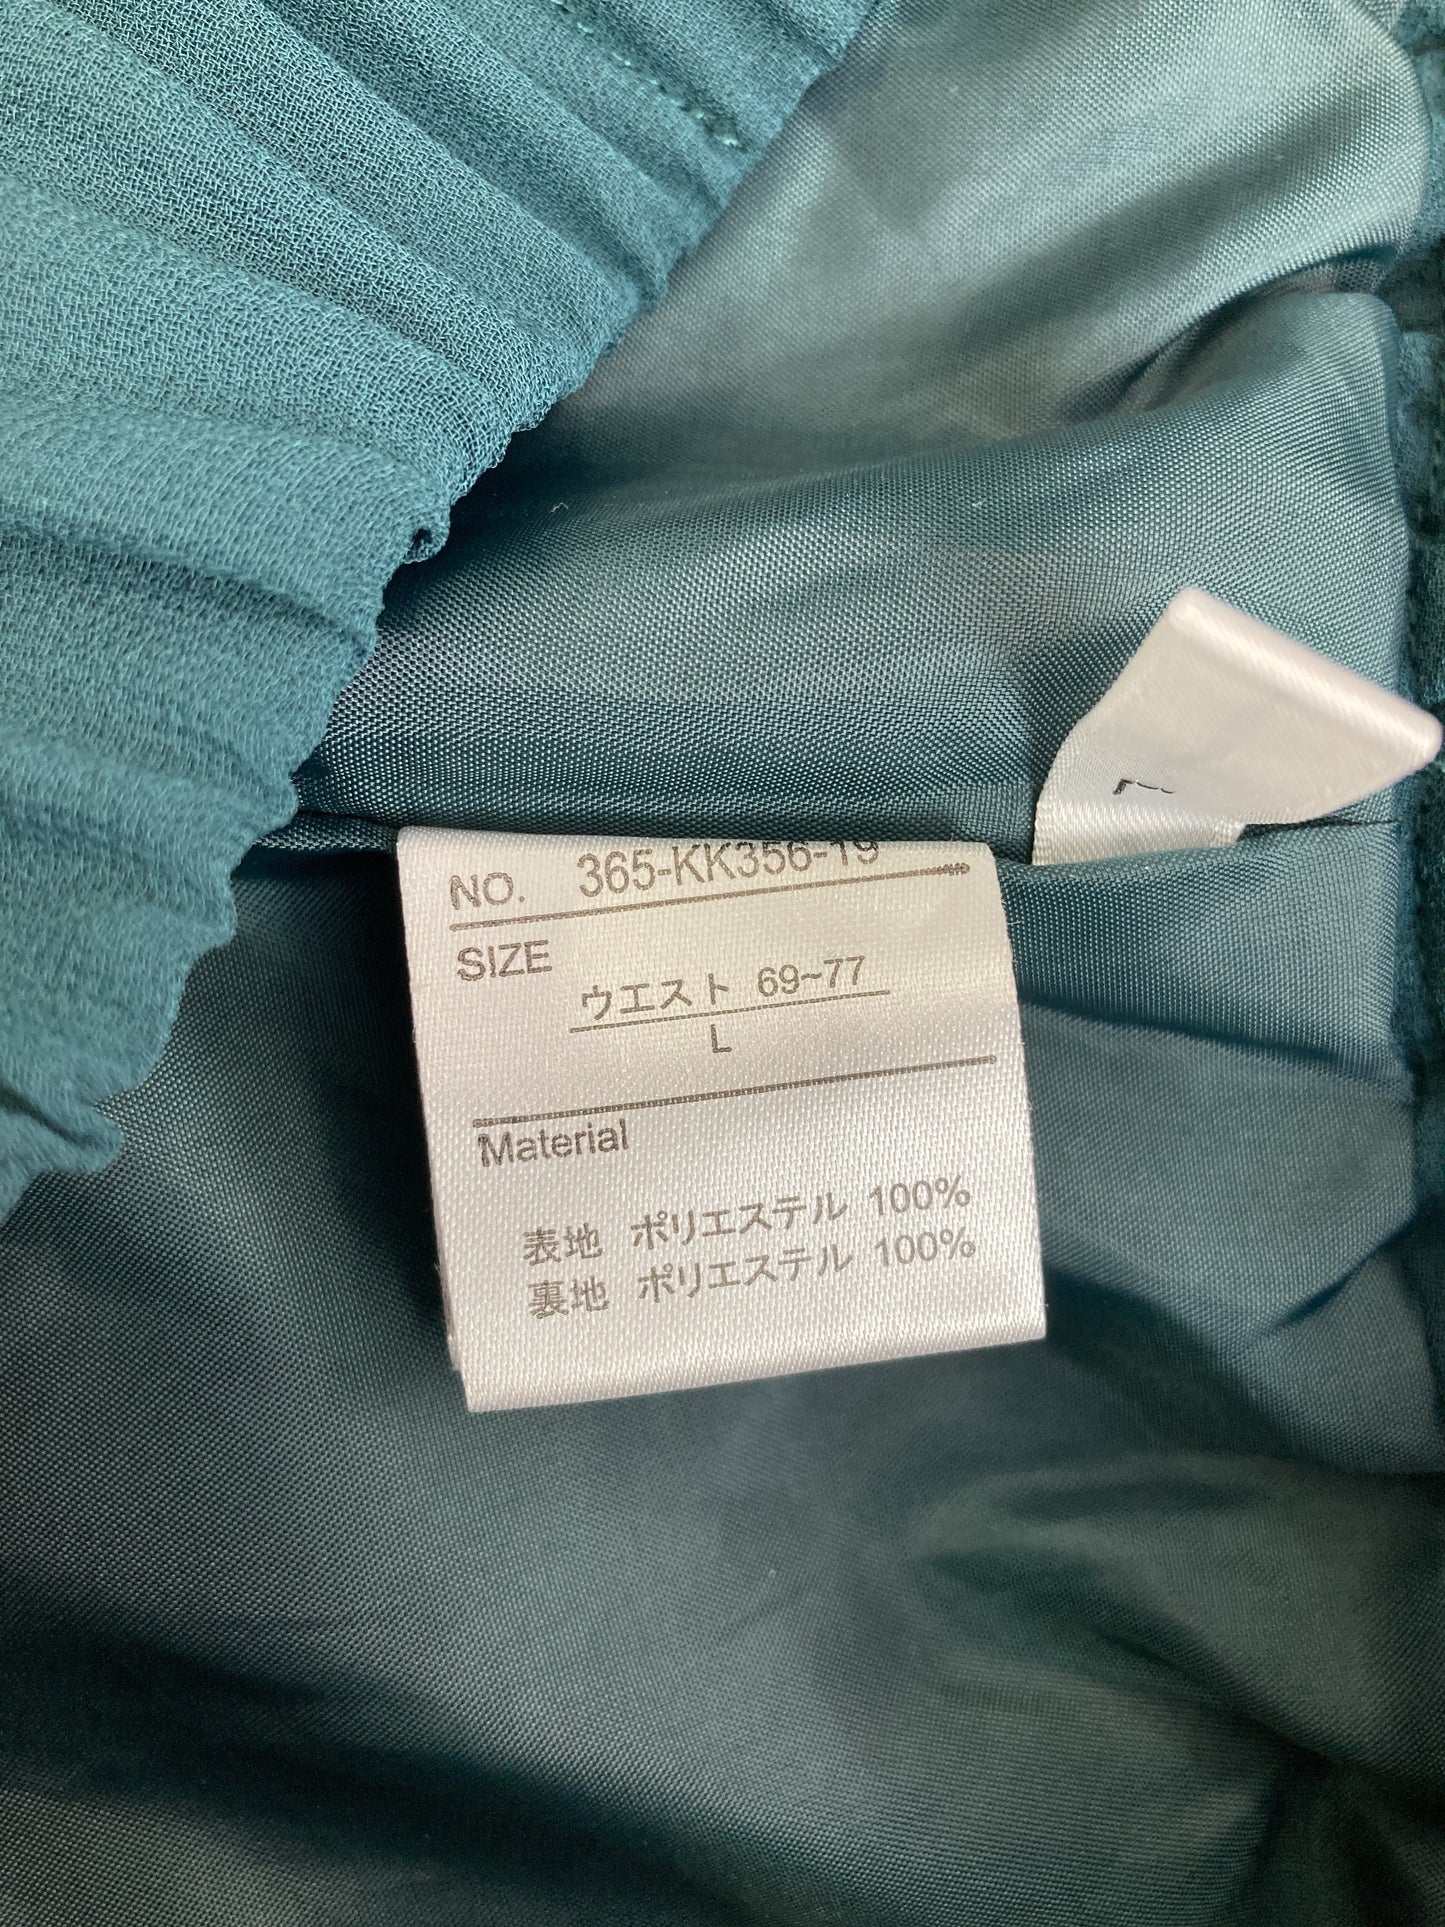 NO. 365-KK356-19
SIZE
ウエスト 69~77
L
Material
表地 ポリエステル 100%
裏地 ポリエステル 100%